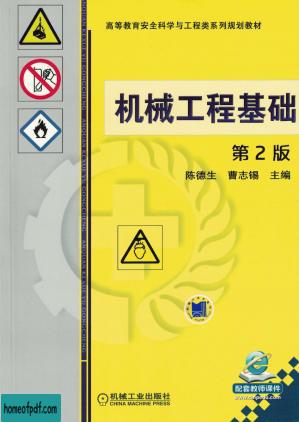 高等教育安全科学与工程类系列规划教材
机械工程基础
第2版
陈德生 曹志锡 主编
机械工业出版社
CHINA MACHINE PRESS
配套教师课件
homeofpdf.com